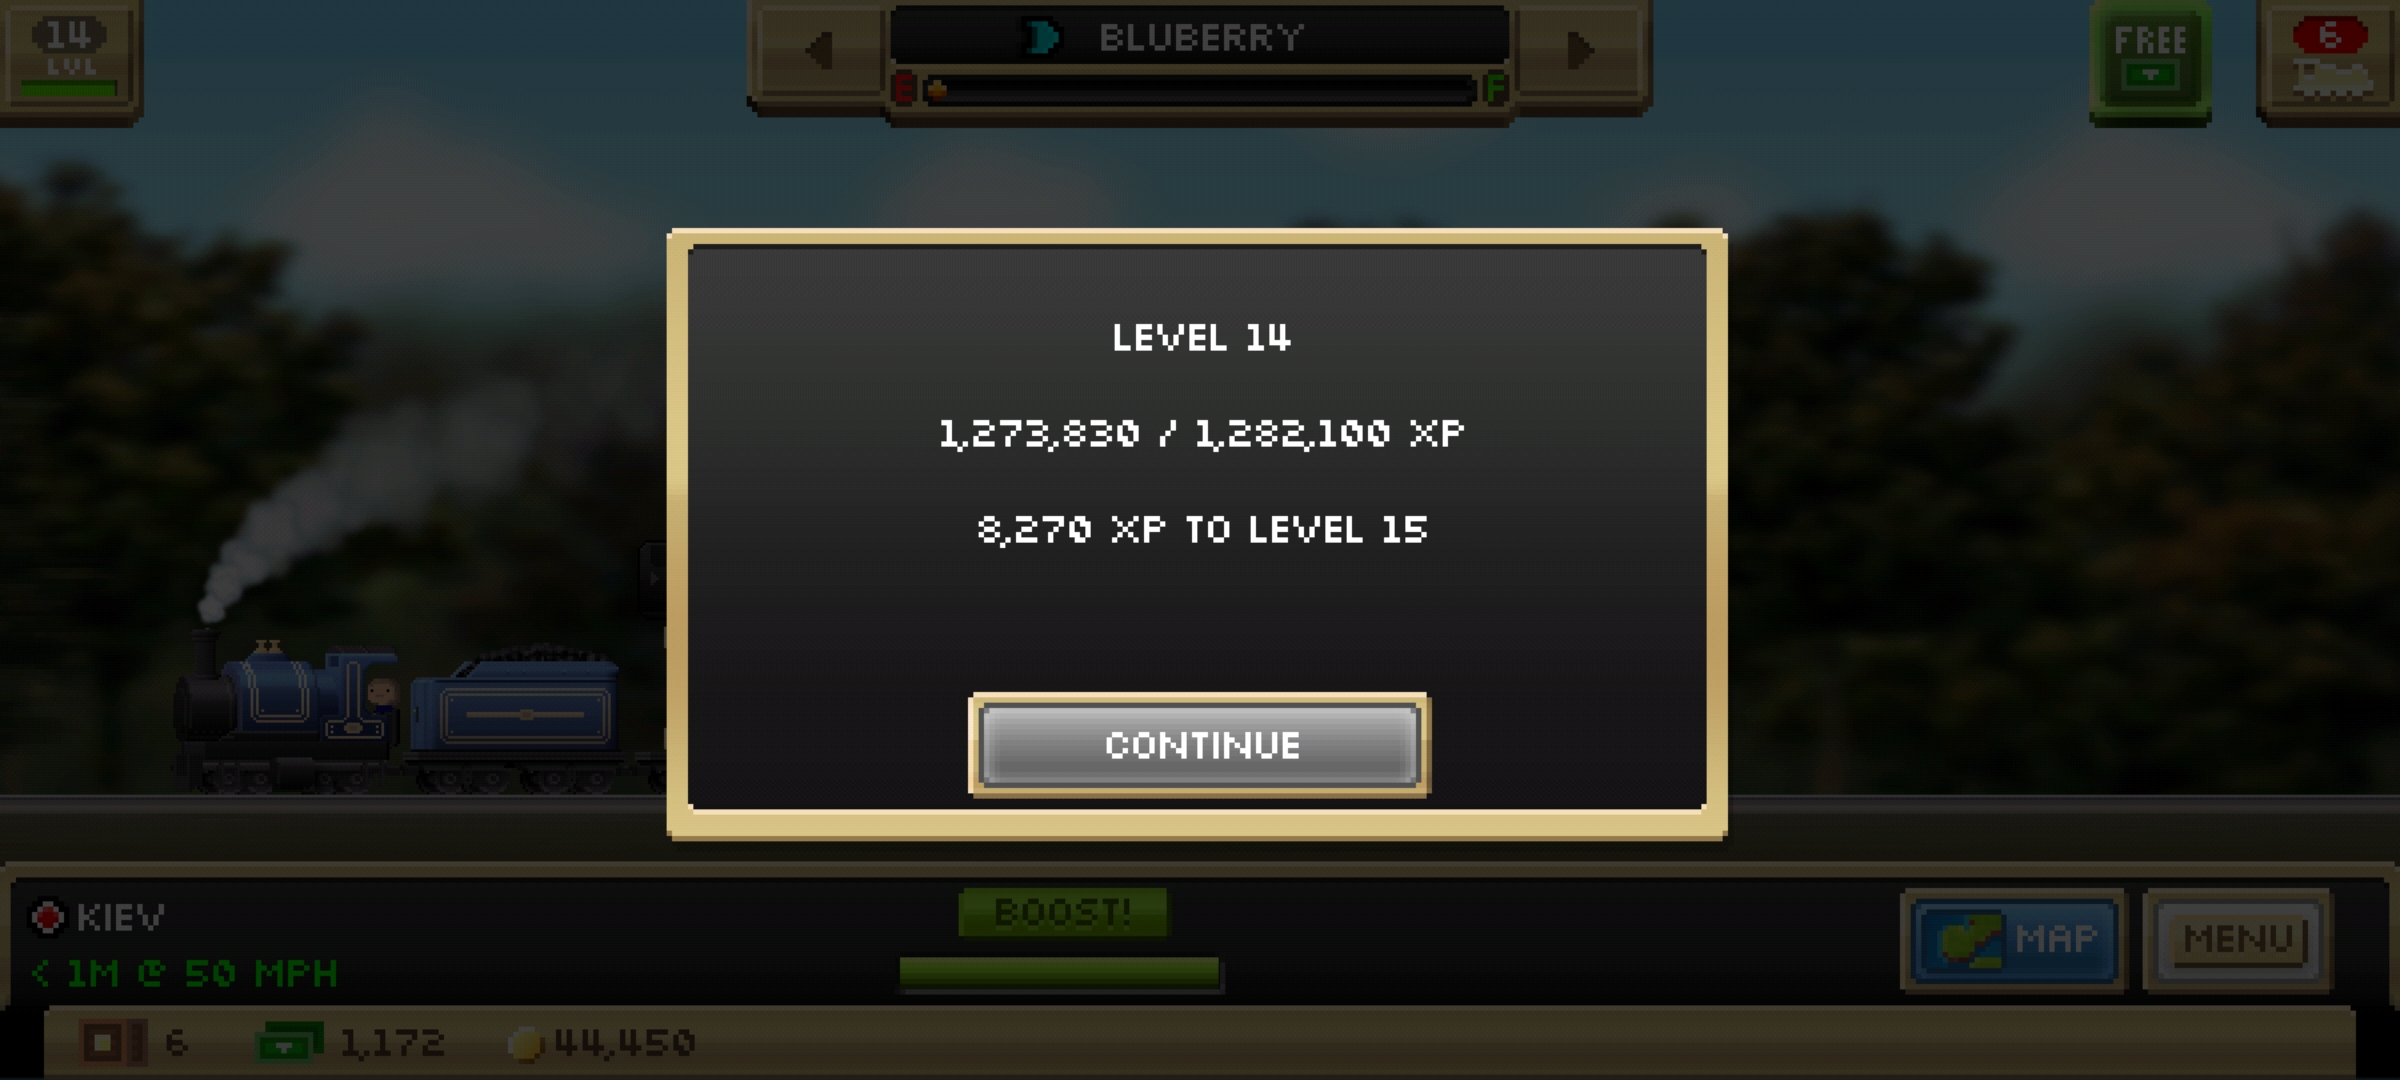 14
LVL
BLUBERRY
E
F
FREE
6
LEVEL 14
1,273,830 / 1,282,100 XP
8,270 XP TO LEVEL 15
CONTINUE
KIEV
< 1M @ 50 MPH
BOOST!
MAP
MENU
6
1,172
44,450